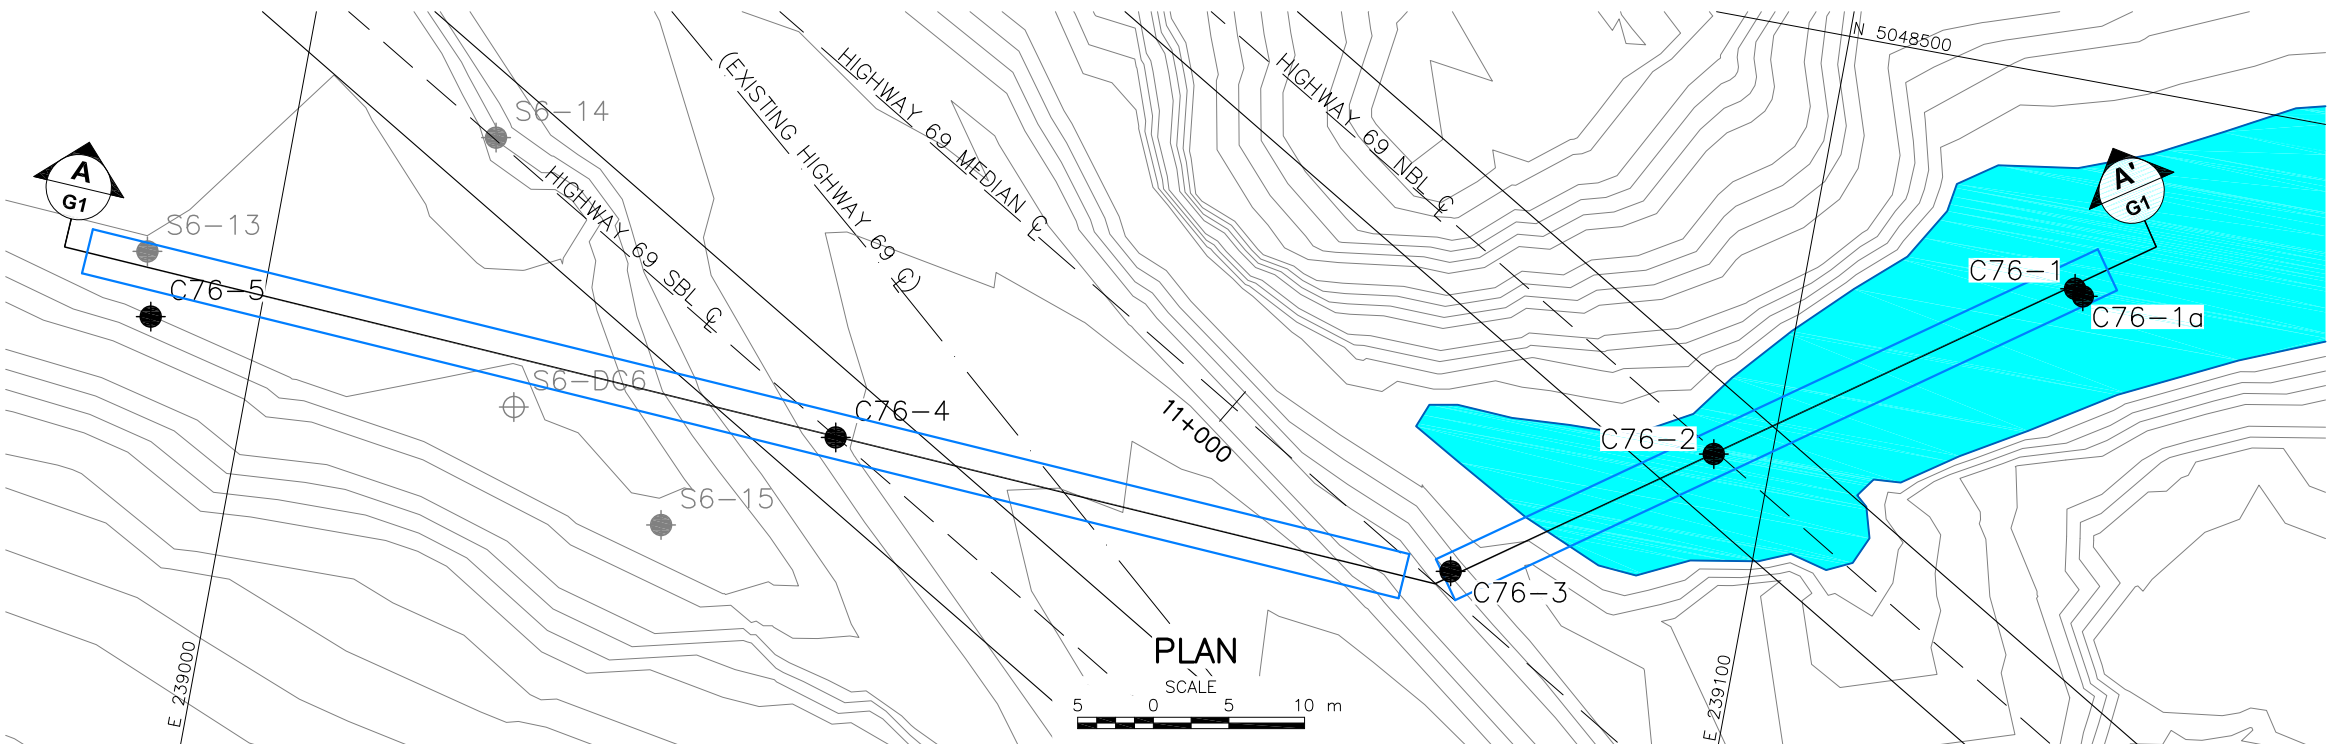 N 5048500
HIGHWAY 69 MEDIAN ℄
(EXISTING HIGHWAY 69 ℄)
HIGHWAY 69 NBL ℄
S6-14
A
G1
A'
G1
HIGHWAY 69 SBL ℄
S6-13
C76-1
C76-5
C76-1a
S6-DC6
C76-4
11+000
C76-2
S6-15
C76-3
PLAN
SCALE
5 0 5 10 m
E 239000
E 239100